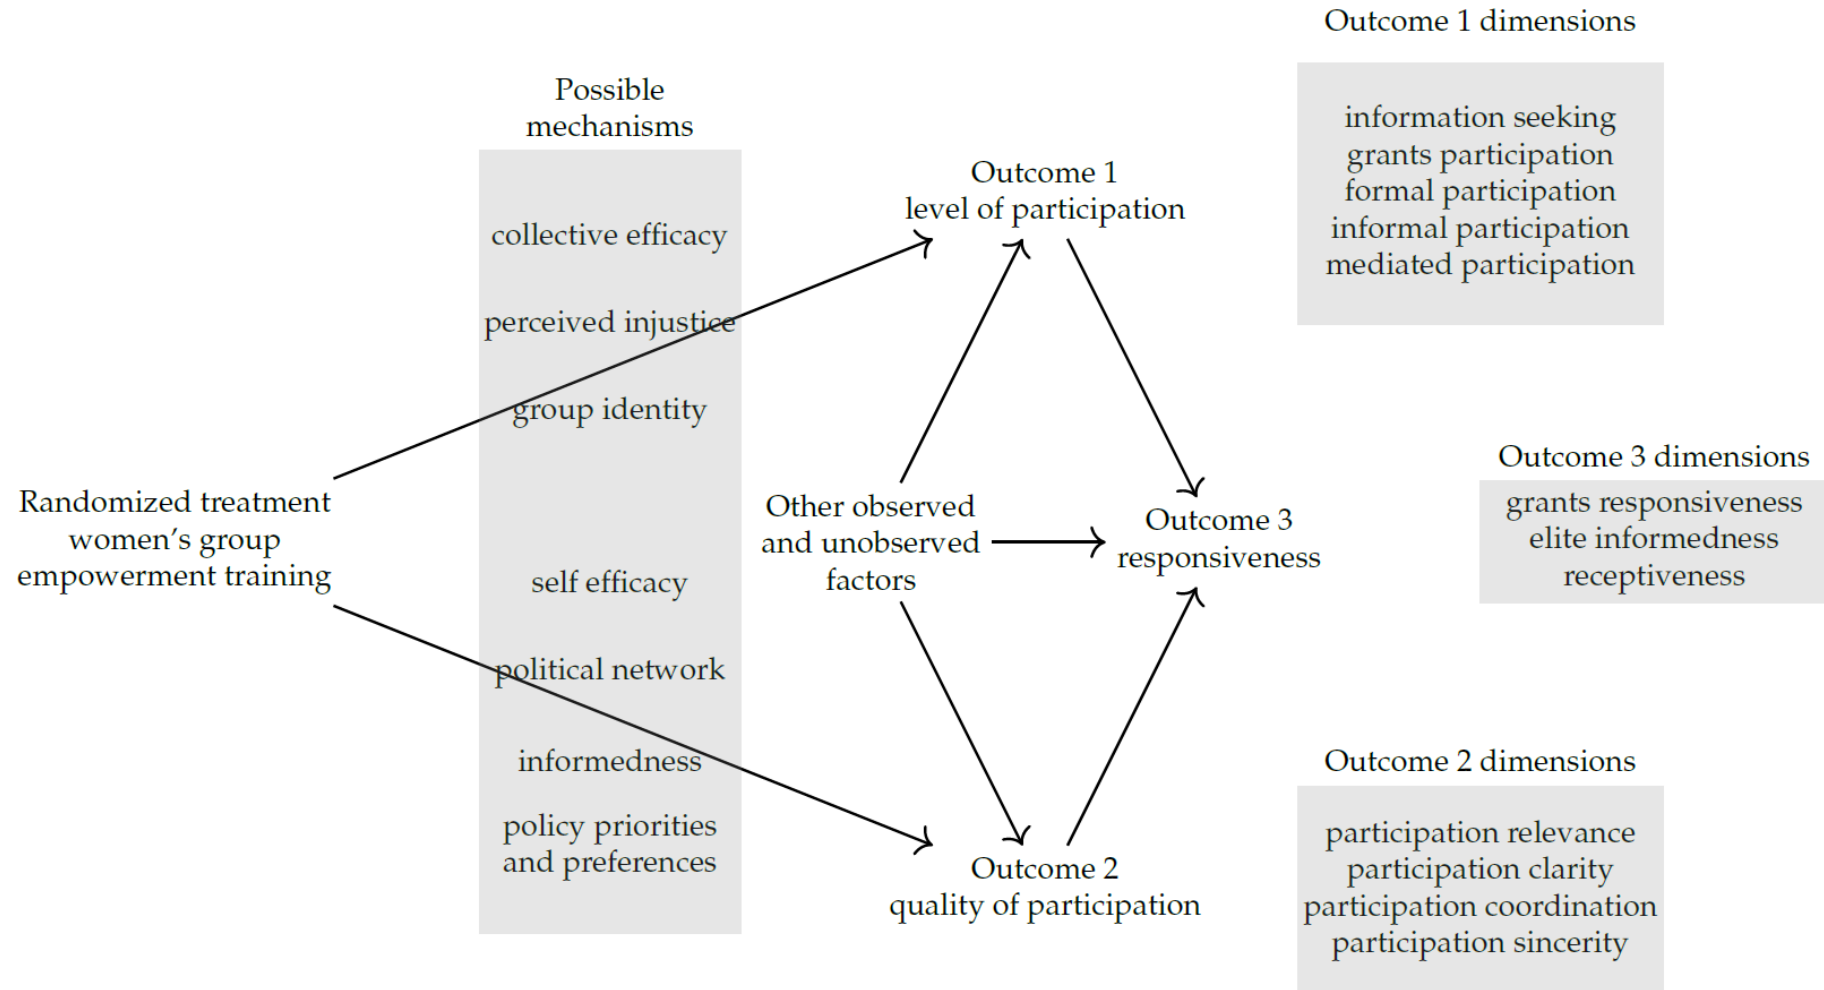 Outcome 1 dimensions
information seeking
grants participation
formal participation
informal participation
mediated participation
Possible
mechanisms
collective efficacy
perceived injustice
group identity
self efficacy
political network
informedness
policy priorities
and preferences
Outcome 1
level of participation
Randomized treatment
women's group
empowerment training
Other observed
and unobserved
factors
Outcome 3
responsiveness
Outcome 3 dimensions
grants responsiveness
elite informedness
receptiveness
Outcome 2
quality of participation
Outcome 2 dimensions
participation relevance
participation clarity
participation coordination
participation sincerity